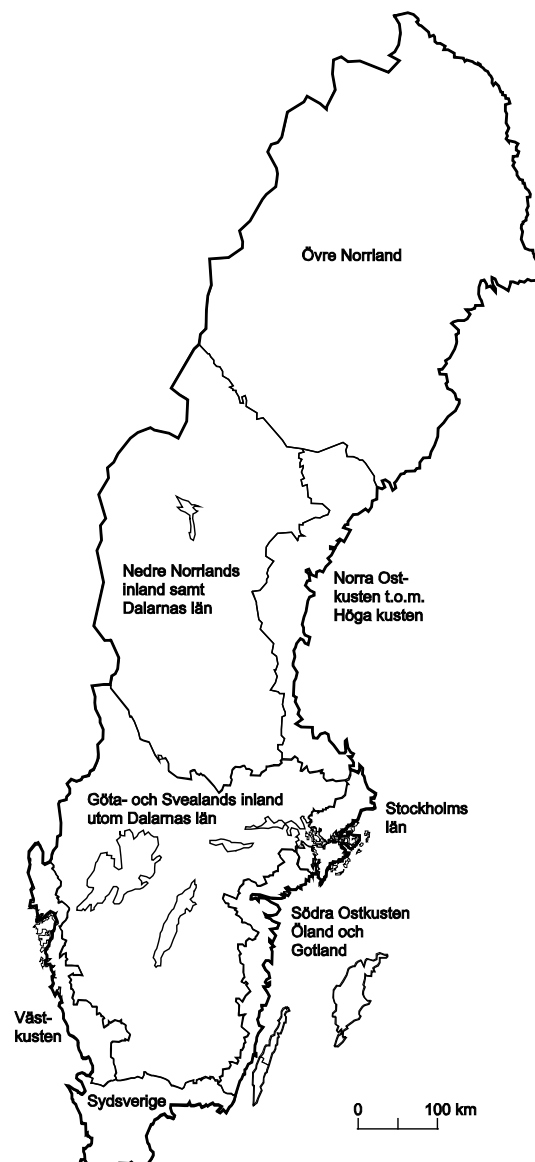 Övre Norrland
Nedre Norrlands
inland samt
Dalarnas län
Norra Ost-
kusten t.o.m.
Höga kusten
Göta- och Svealands inland
utom Dalarnas län
Stockholms
län
Södra Ostkusten
Öland och
Gotland
Väst-
kusten
Sydsverige
0 100 km